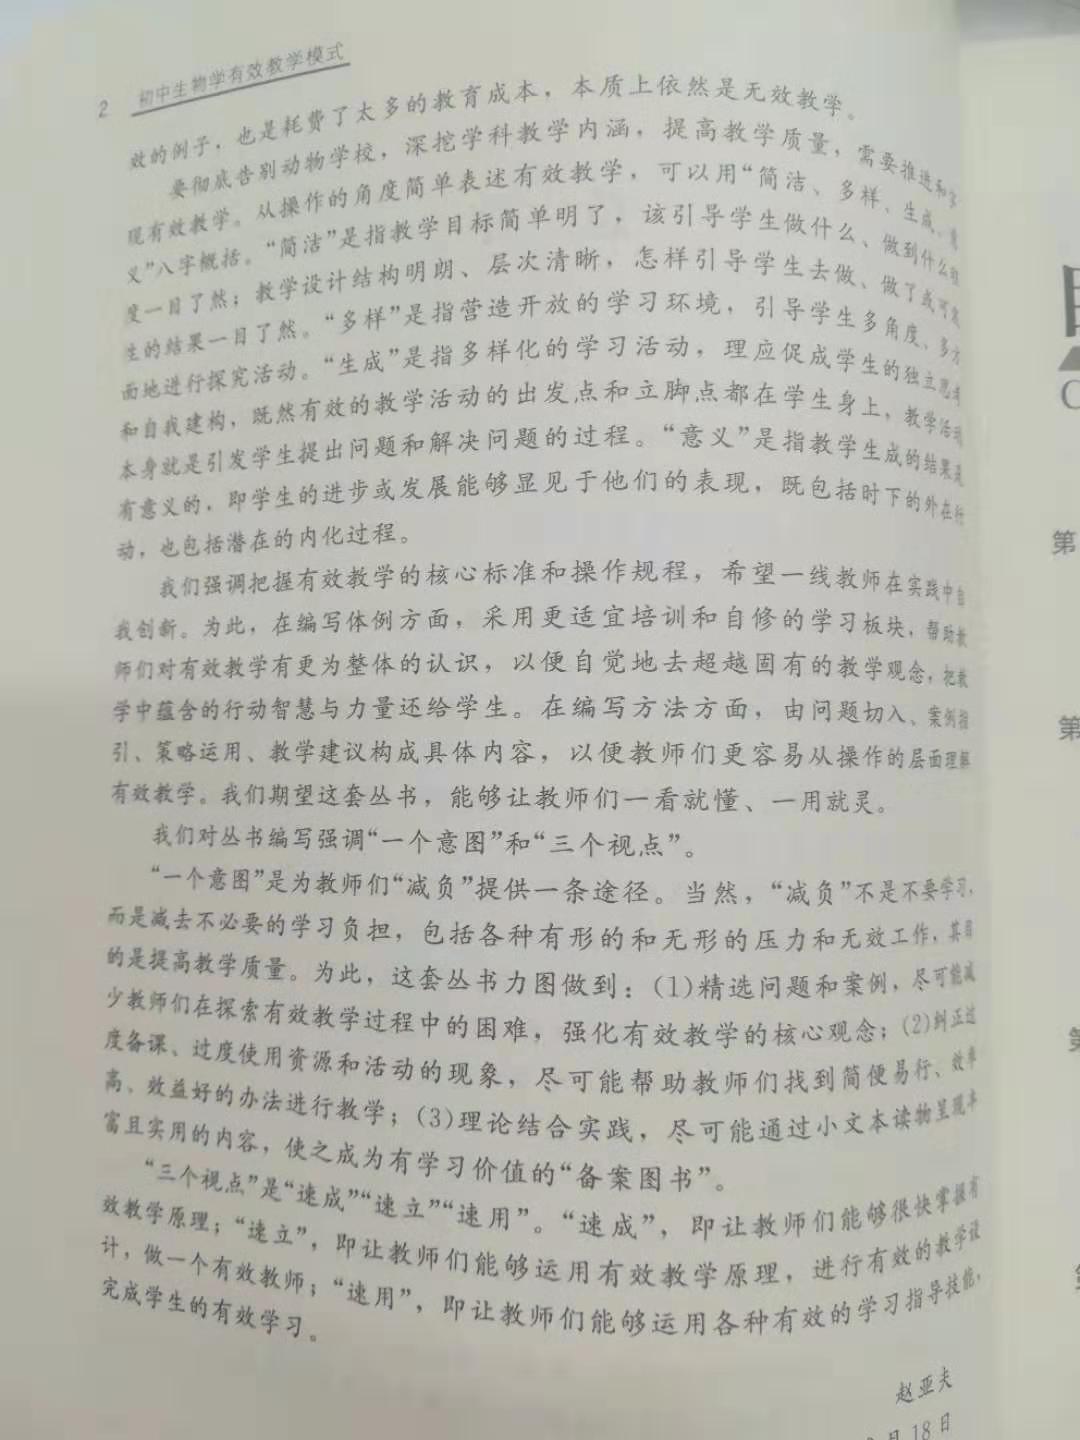 2 初中生物学有效教学模式
效的例子，也是耗费了太多的教育成本，本质上依然是无效教学。
要彻底告别动物学校，深挖学科教学内涵，提高教学质量，需要推进和实
现有效教学。从操作的角度简单表述有效教学，可以用“简洁、多样、生成、意
义”八字概括。“简洁”是指教学目标简单明了，该引导学生做什么、做到什么程
度一目了然；教学设计结构明朗、层次清晰，怎样引导学生去做、做了或可发
生的结果一目了然。“多样”是指营造开放的学习环境，引导学生多角度、多方
面地进行探究活动。“生成”是指多样化的学习活动，理应促成学生的独立思考
和自我建构，既然有效的教学活动的出发点和立脚点都在学生身上，教学活动
本身就是引发学生提出问题和解决问题的过程。“意义”是指教学生成的结果是
有意义的，即学生的进步或发展能够显见于他们的表现，既包括时下的外在行
动，也包括潜在的内化过程。
我们强调把握有效教学的核心标准和操作规程，希望一线教师在实践中自
我创新。为此，在编写体例方面，采用更适宜培训和自修的学习板块，帮助教
师们对有效教学有更为整体的认识，以便自觉地去超越固有的教学观念，把教
学中蕴含的行动智慧与力量还给学生。在编写方法方面，由问题切入、案例指
引、策略运用、教学建议构成具体内容，以便教师们更容易从操作的层面理解
有效教学。我们期望这套丛书，能够让教师们一看就懂、一用就灵。
我们对丛书编写强调“一个意图”和“三个视点”。
“一个意图”是为教师们“减负”提供一条途径。当然，“减负”不是不要学习，
而是减去不必要的学习负担，包括各种有形的和无形的压力和无效工作，其目
的是提高教学质量。为此，这套丛书力图做到：(1)精选问题和案例，尽可能减
少教师们在探索有效教学过程中的困难，强化有效教学的核心观念；(2)纠正过
度备课、过度使用资源和活动的现象，尽可能帮助教师们找到简便易行、效率
高、效益好的办法进行教学；(3)理论结合实践，尽可能通过小文本读物呈现丰
富且实用的内容，使之成为有学习价值的“备案图书”。
“三个视点”是“速成”“速立”“速用”。“速成”，即让教师们能够很快掌握有
效教学原理；“速立”，即让教师们能够运用有效教学原理，进行有效的教学设
计，做一个有效教师；“速用”，即让教师们能够运用各种有效的学习指导技能，
完成学生的有效学习。
赵亚夫
月18日
第
第
第